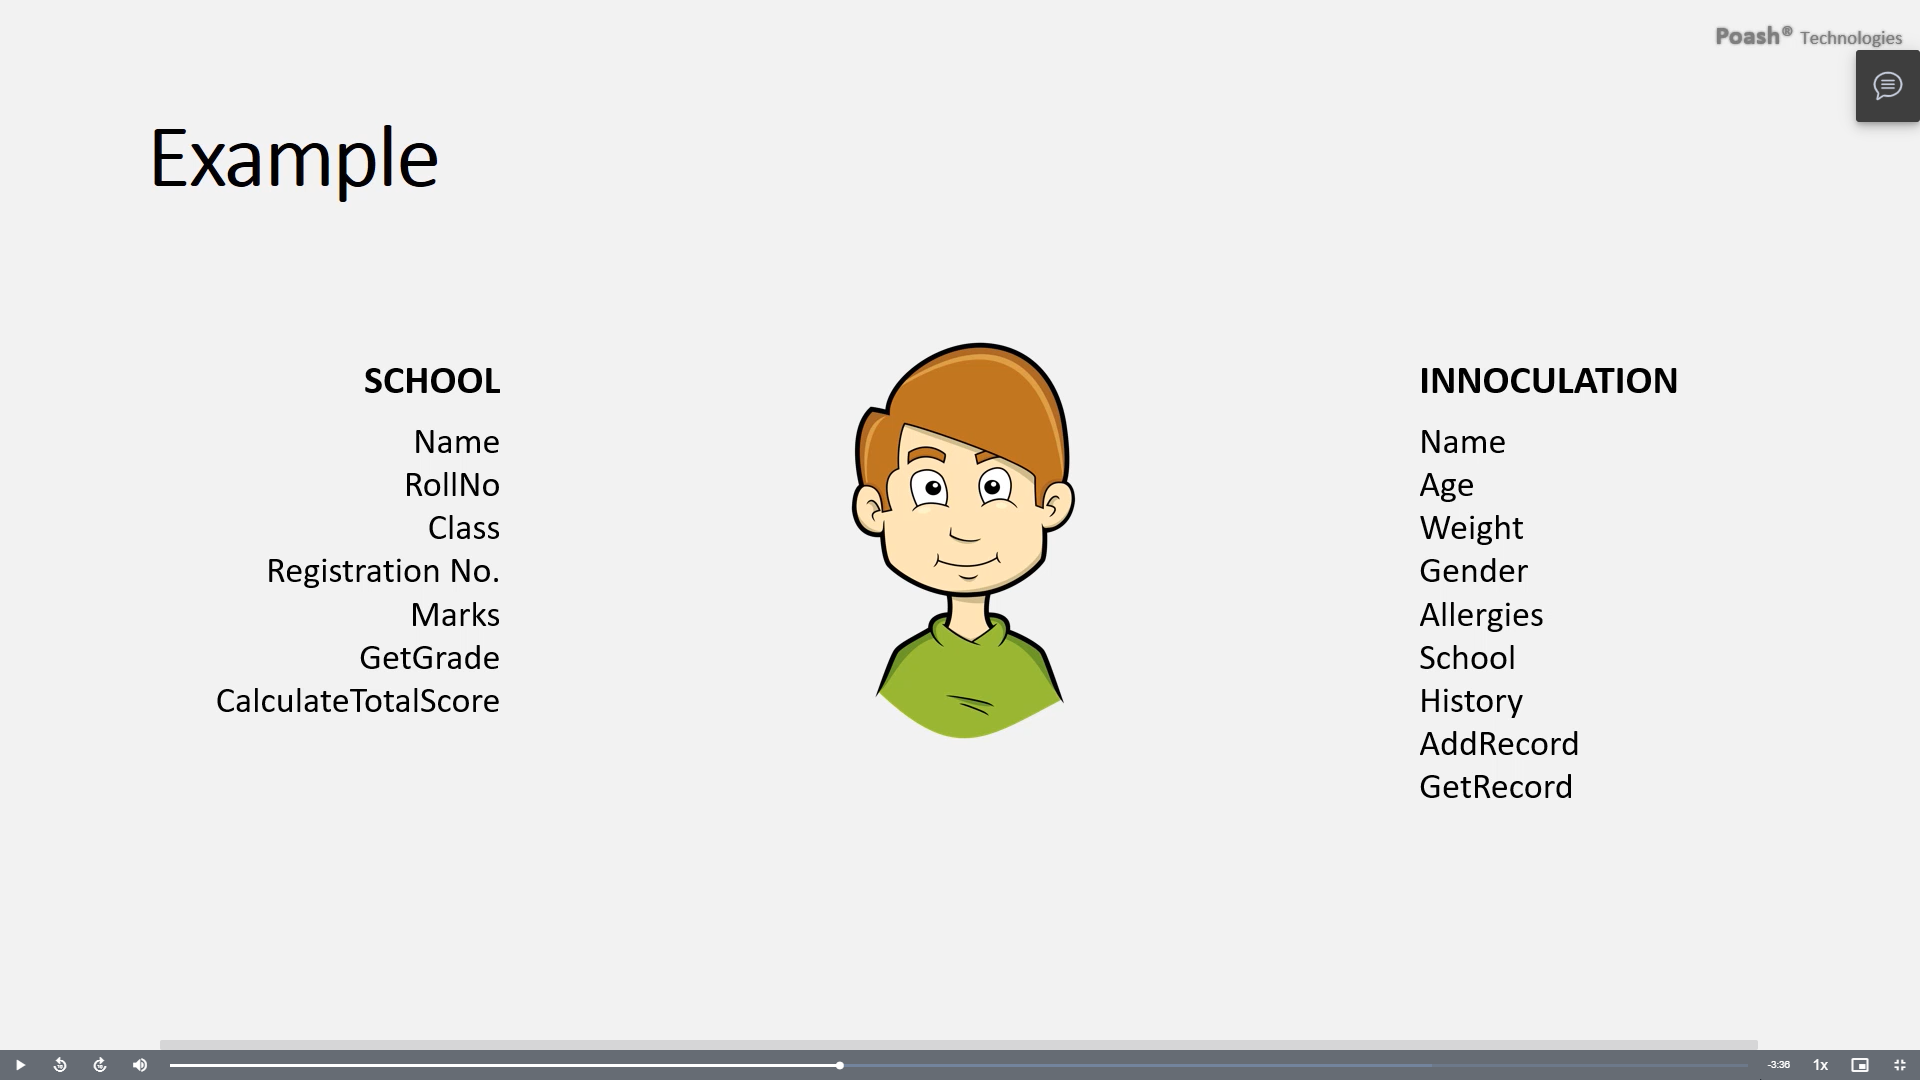 Poash® Technologies
Example
SCHOOL
Name
RollNo
Class
Registration No.
Marks
GetGrade
CalculateTotalScore
INNOCULATION
Name
Age
Weight
Gender
Allergies
School
History
AddRecord
GetRecord
-3:36
1x